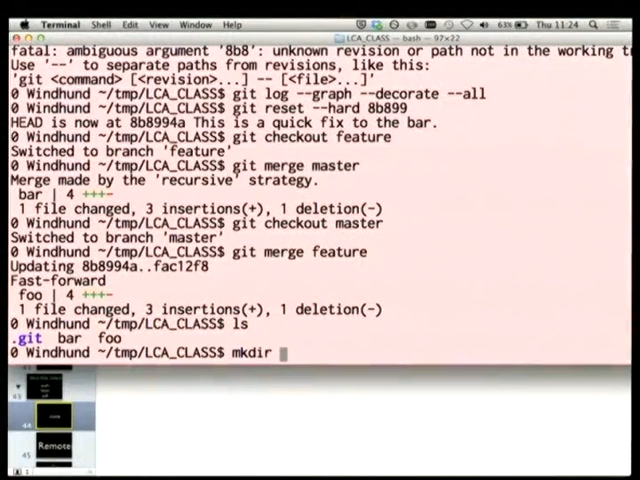 Terminal Shell Edit View Window Help 63% Thu 11:24
LCA_CLASS — bash — 97×22
fatal: ambiguous argument '8b8': unknown revision or path not in the working t
Use '--' to separate paths from revisions, like this:
'git <command> [<revision>...] -- [<file>...]'
0 Windhund ~/tmp/LCA_CLASS$ git log --graph --decorate --all
0 Windhund ~/tmp/LCA_CLASS$ git reset --hard 8b899
HEAD is now at 8b8994a This is a quick fix to the bar.
0 Windhund ~/tmp/LCA_CLASS$ git checkout feature
Switched to branch 'feature'
0 Windhund ~/tmp/LCA_CLASS$ git merge master
Merge made by the 'recursive' strategy.
bar | 4 +++-
1 file changed, 3 insertions(+), 1 deletion(-)
0 Windhund ~/tmp/LCA_CLASS$ git checkout master
Switched to branch 'master'
0 Windhund ~/tmp/LCA_CLASS$ git merge feature
Updating 8b8994a..fac12f8
Fast-forward
foo | 4 +++-
1 file changed, 3 insertions(+), 1 deletion(-)
0 Windhund ~/tmp/LCA_CLASS$ ls
.git bar foo
0 Windhund ~/tmp/LCA_CLASS$ mkdir
43
44
Remote
45